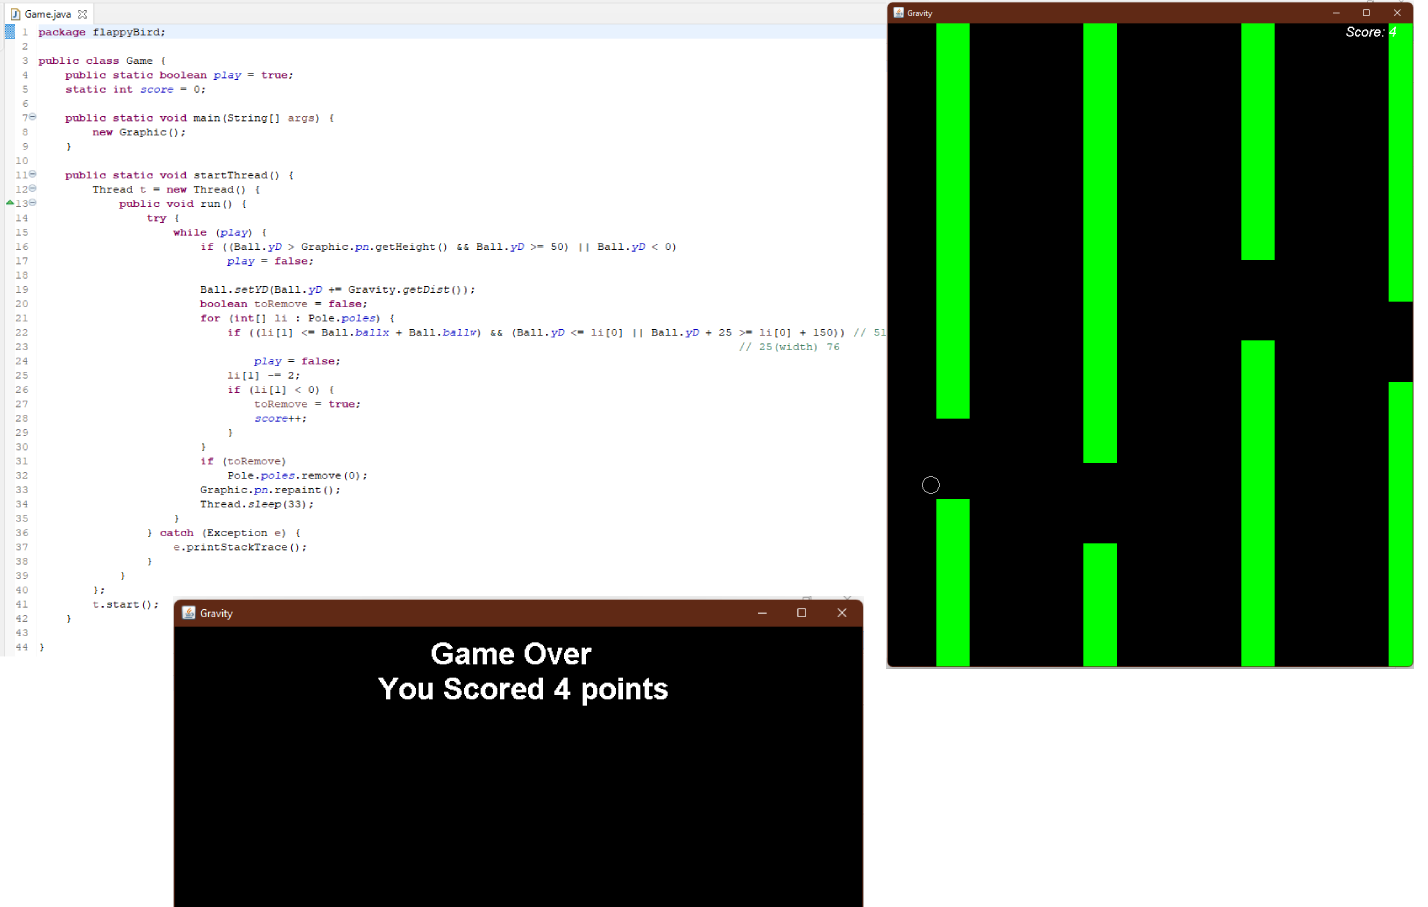 Game.java
1 package flappyBird;
2
3 public class Game {
4 public static boolean play = true;
5 static int score = 0;
6
7 public static void main(String[] args) {
8 new Graphic();
9 }
10
11 public static void startThread() {
12 Thread t = new Thread() {
13 public void run() {
14 try {
15 while (play) {
16 if ((Ball.yD > Graphic.pn.getHeight() && Ball.yD >= 50) || Ball.yD < 0)
17 play = false;
18
19 Ball.setYD(Ball.yD += Gravity.getDist());
20 boolean toRemove = false;
21 for (int[] li : Pole.poles) {
22 if ((li[1] <= Ball.ballx + Ball.ballw) && (Ball.yD <= li[0] || Ball.yD + 25 >= li[0] + 150)) //
23 // 25(width) 76
24 play = false;
25 li[1] -= 2;
26 if (li[1] < 0) {
27 toRemove = true;
28 score++;
29 }
30 }
31 if (toRemove)
32 Pole.poles.remove(0);
33 Graphic.pn.repaint();
34 Thread.sleep(33);
35 }
36 } catch (Exception e) {
37 e.printStackTrace();
38 }
39 }
40 };
41 t.start();
42 }
43
44 }
Gravity
Score: 4
Gravity
Game Over
You Scored 4 points